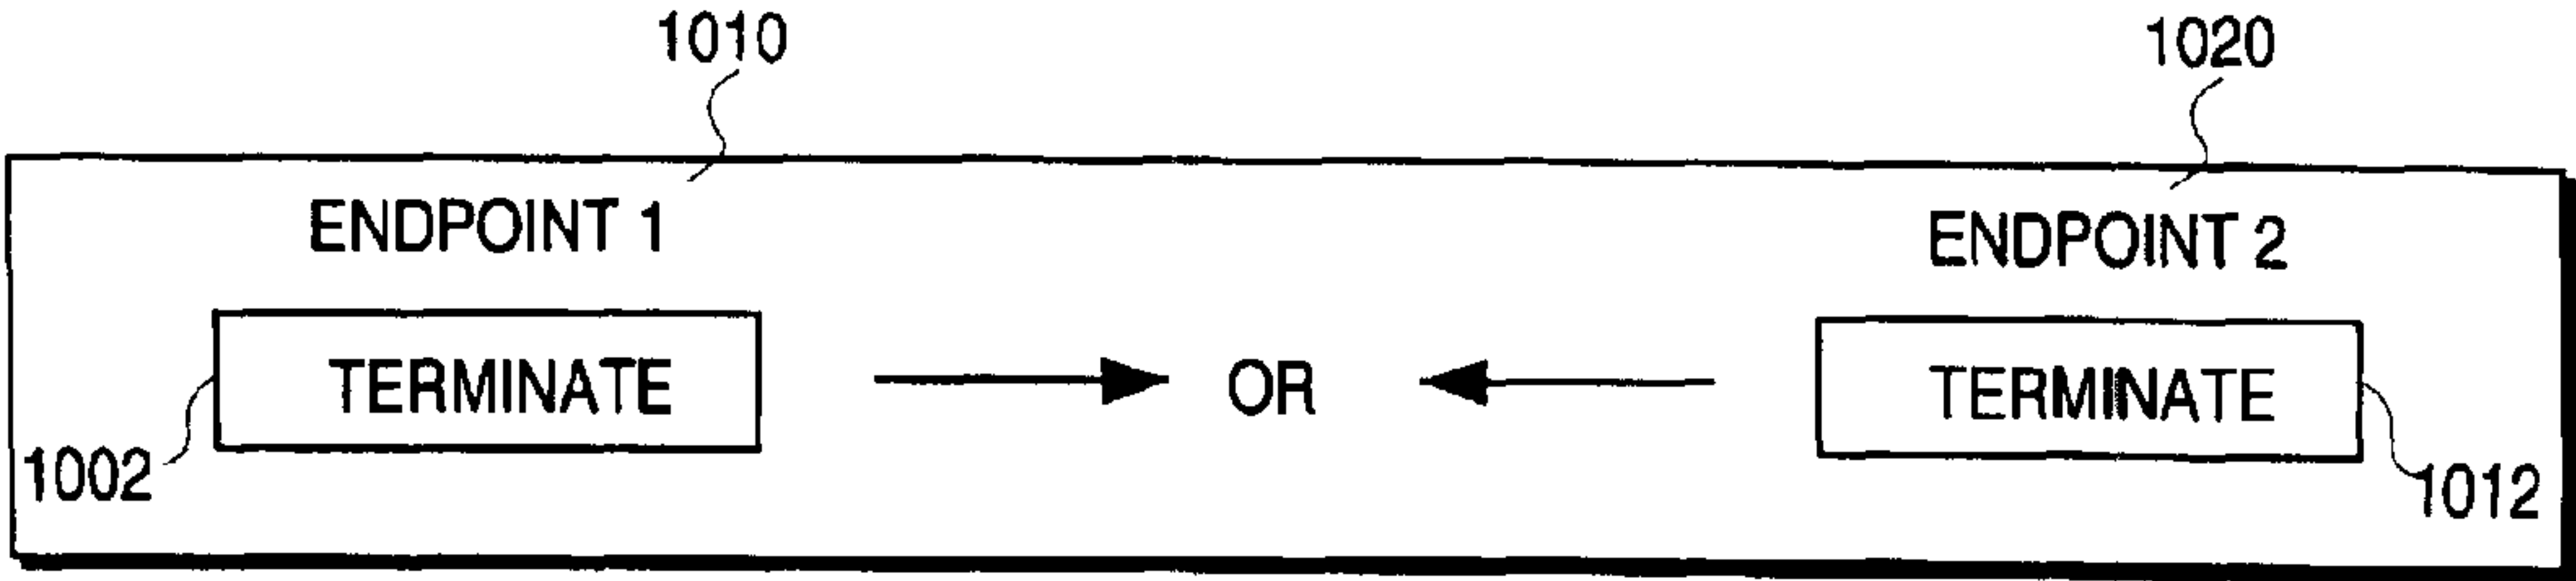 1010 1020
ENDPOINT 1 ENDPOINT 2
TERMINATE OR TERMINATE
1002 1012